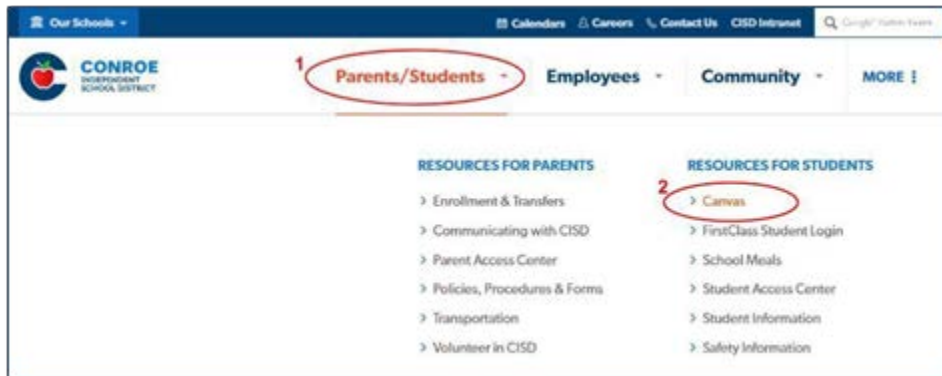 Our Schools
Calendars Careers Contact Us CISD Intranet
CONROE
INDEPENDENT
SCHOOL DISTRICT
1
Parents/Students Employees Community MORE
RESOURCES FOR PARENTS
> Enrollment & Transfers
> Communicating with CISD
> Parent Access Center
> Policies, Procedures & Forms
> Transportation
> Volunteer in CISD
RESOURCES FOR STUDENTS
2
> Canvas
> FirstClass Student Login
> School Meals
> Student Access Center
> Student Information
> Safety Information